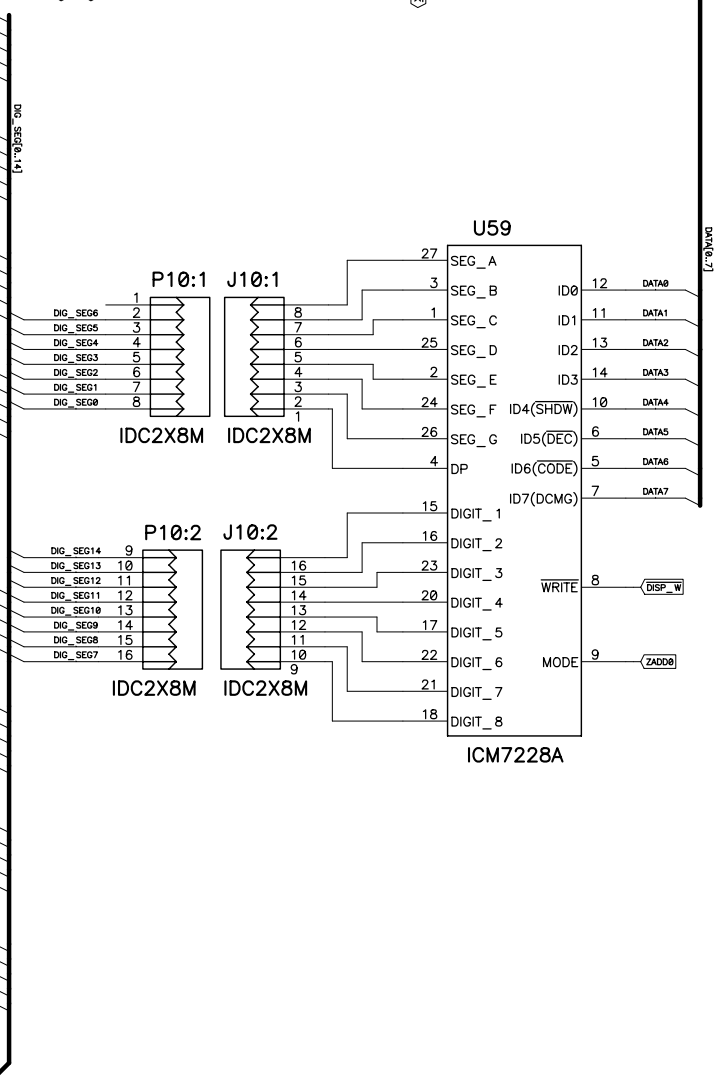 DIG_SEG[0..14]
DATA[0..7]
U59
P10:1 J10:1
1
DIG_SEG6 2
DIG_SEG5 3
DIG_SEG4 4
DIG_SEG3 5
DIG_SEG2 6
DIG_SEG1 7
DIG_SEG0 8
8
7
6
5
4
3
2
1
IDC2X8M IDC2X8M
27 SEG_A
3 SEG_B
1 SEG_C
25 SEG_D
2 SEG_E
24 SEG_F
26 SEG_G
4 DP
15 DIGIT_1
16 DIGIT_2
23 DIGIT_3
20 DIGIT_4
17 DIGIT_5
22 DIGIT_6
21 DIGIT_7
18 DIGIT_8
ID0 12 DATA0
ID1 11 DATA1
ID2 13 DATA2
ID3 14 DATA3
ID4(SHDW) 10 DATA4
ID5(DEC) 6 DATA5
ID6(CODE) 5 DATA6
ID7(DCMG) 7 DATA7
WRITE 8 DISP_W
MODE 9 ZADD0
ICM7228A
P10:2 J10:2
DIG_SEG14 9
DIG_SEG13 10
DIG_SEG12 11
DIG_SEG11 12
DIG_SEG10 13
DIG_SEG9 14
DIG_SEG8 15
DIG_SEG7 16
16
15
14
13
12
11
10
9
IDC2X8M IDC2X8M